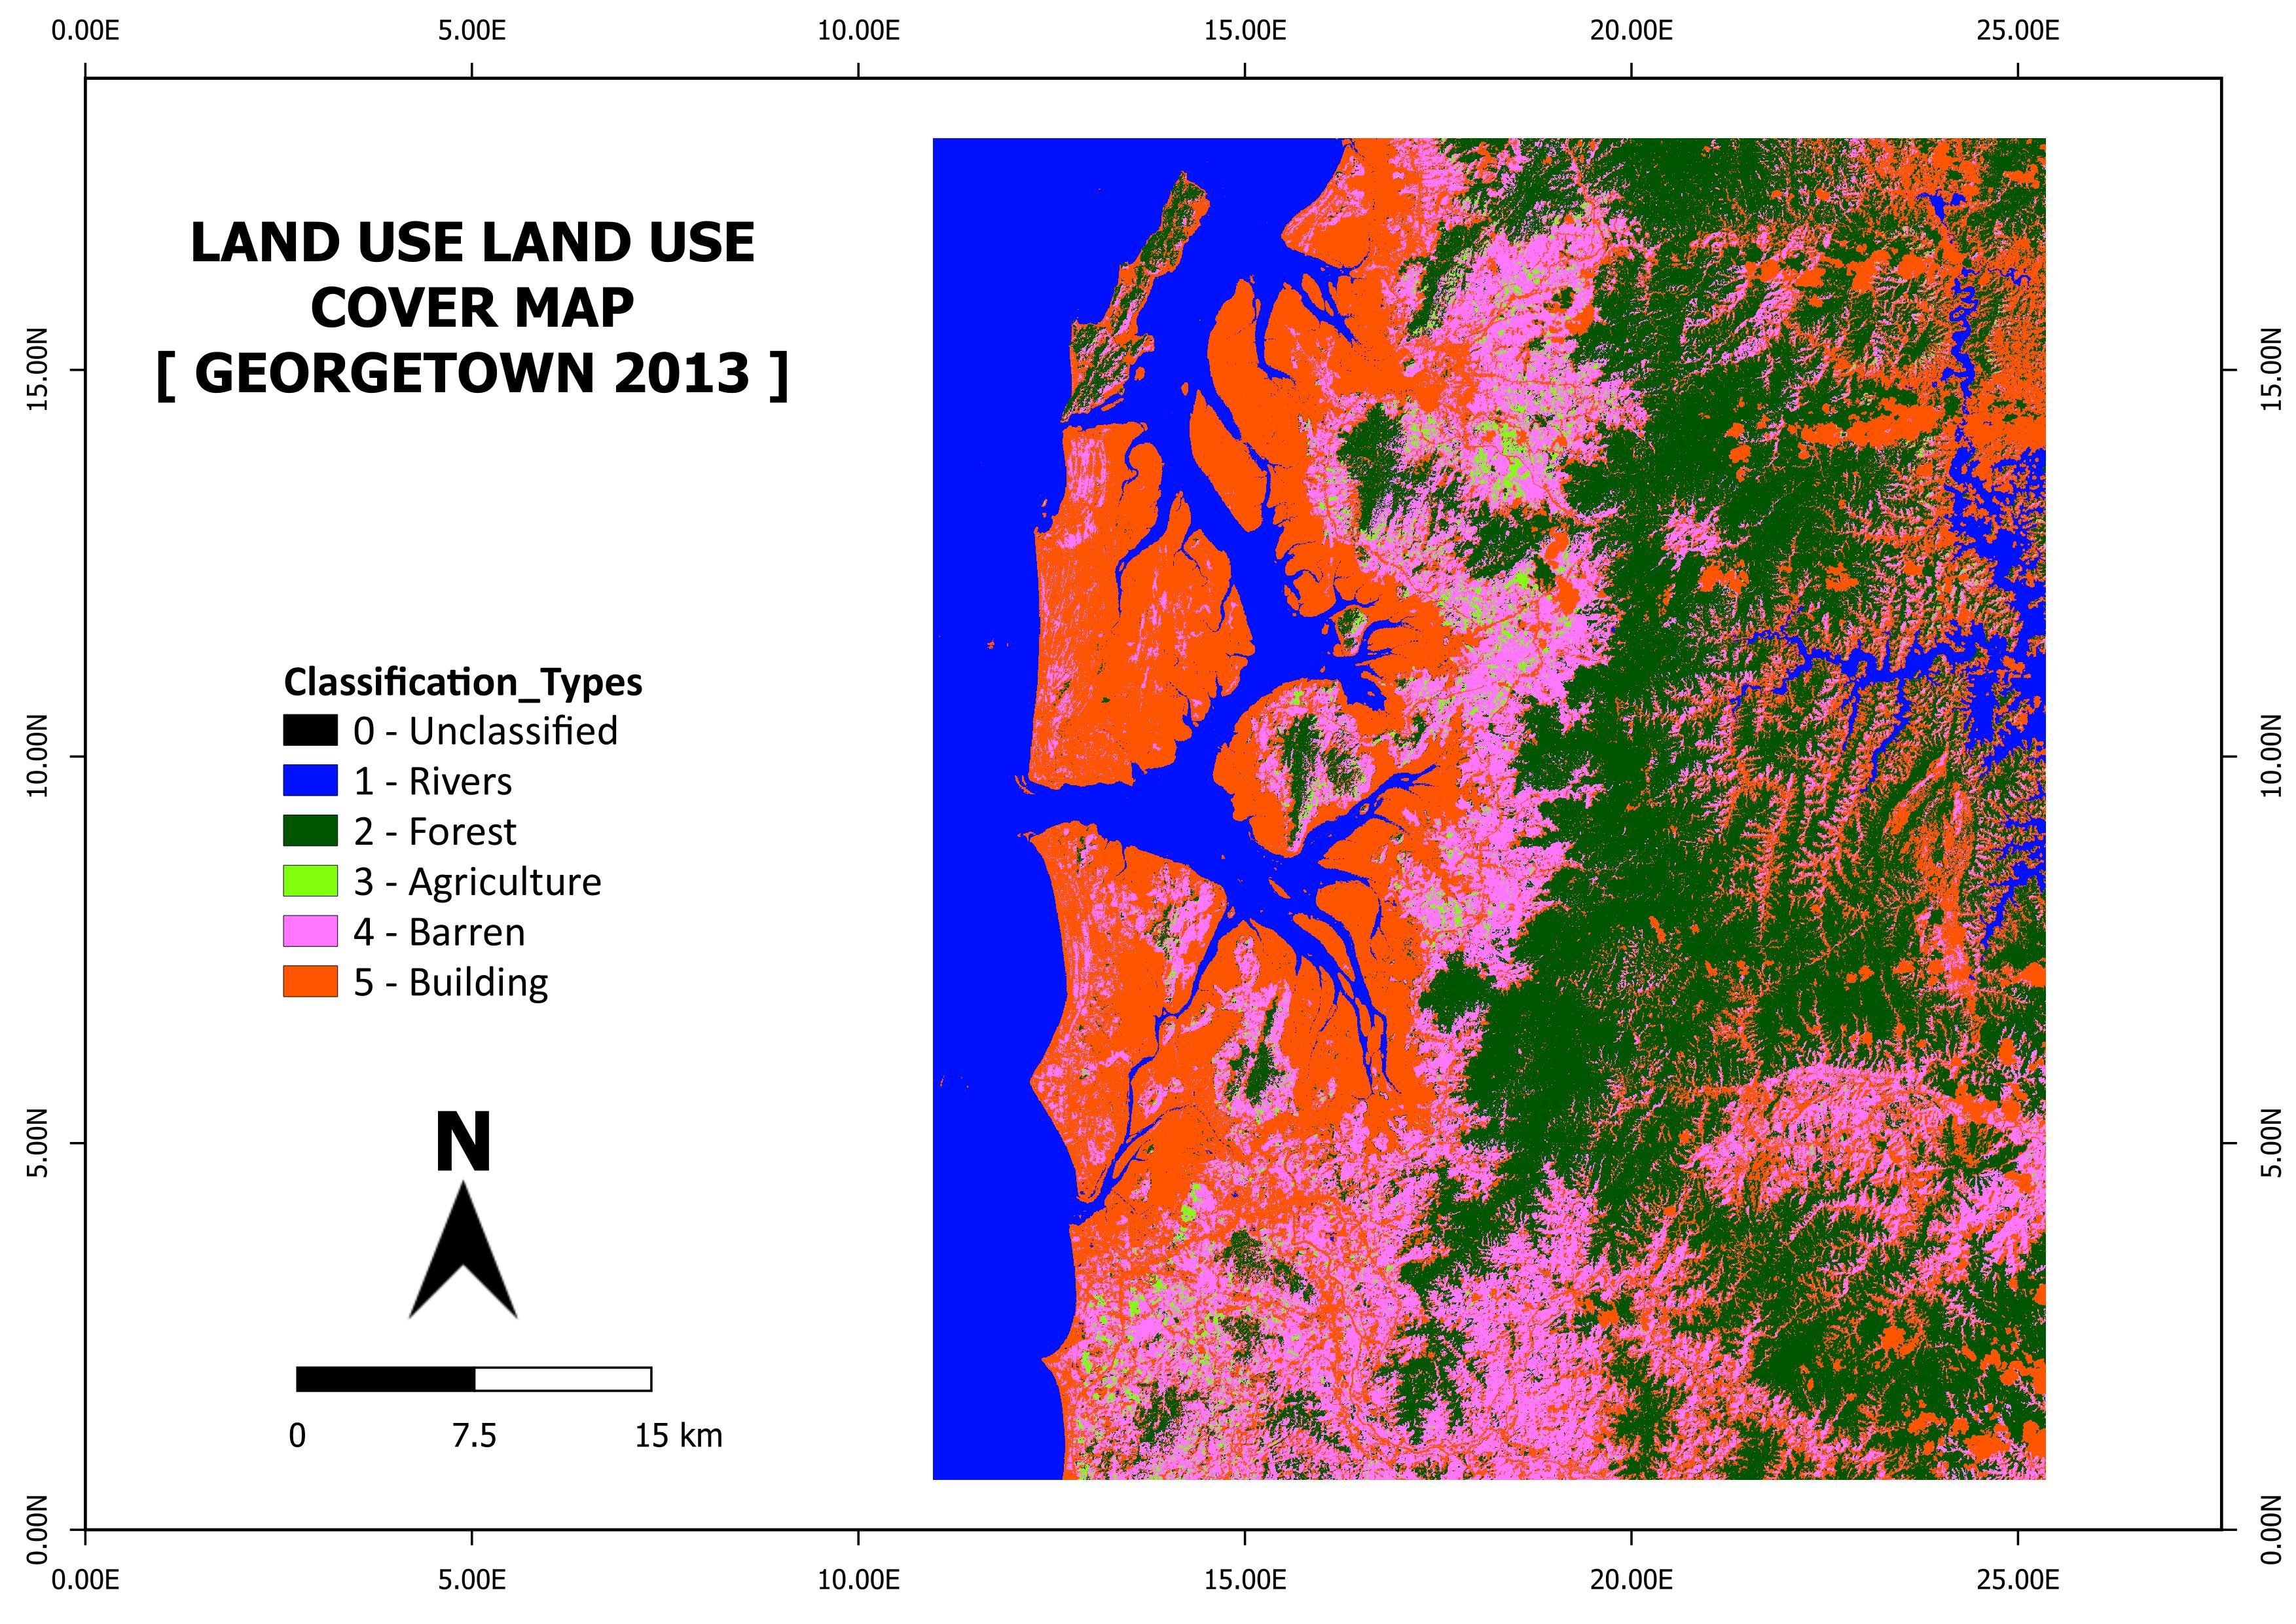 0.00E 5.00E 10.00E 15.00E 20.00E 25.00E
LAND USE LAND USE
COVER MAP
[ GEORGETOWN 2013 ]
15.00N 15.00N
Classification_Types
0 - Unclassified
1 - Rivers
2 - Forest
3 - Agriculture
4 - Barren
5 - Building
10.00N 10.00N
N
5.00N 5.00N
0 7.5 15 km
0.00N 0.00N
0.00E 5.00E 10.00E 15.00E 20.00E 25.00E